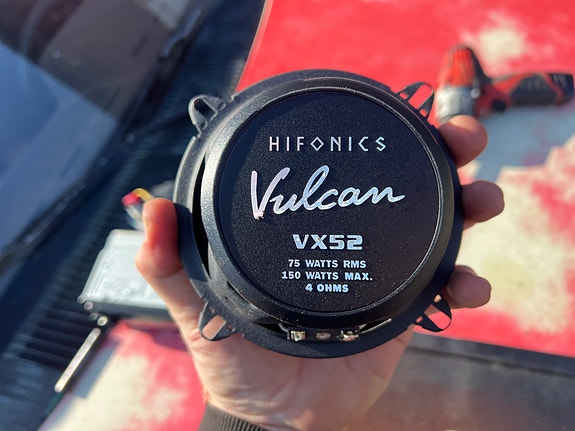 HIFONICS
Vulcan
VX52
75 WATTS RMS
150 WATTS MAX.
4 OHMS